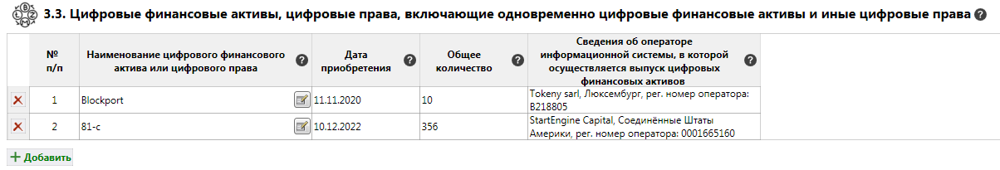 3.3. Цифровые финансовые активы, цифровые права, включающие одновременно цифровые финансовые активы и иные цифровые права ?
№ п/п
Наименование цифрового финансового
актива или цифрового права ?
Дата
приобретения ?
Общее
количество ?
Сведения об операторе
информационной системы, в которой
осуществляется выпуск цифровых
финансовых активов ?
1 Blockport 11.11.2020 10 Tokeny sarl, Люксембург, рег. номер оператора:
B218805
2 81-с 10.12.2022 356 StartEngine Capital, Соединённые Штаты
Америки, рег. номер оператора: 0001665160
+ Добавить